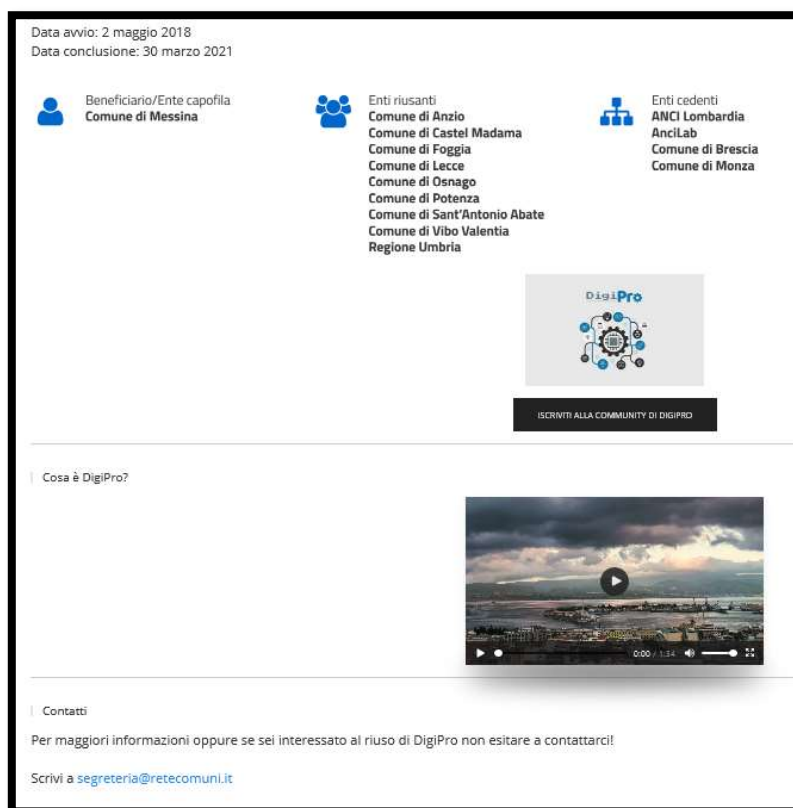 Data avvio: 2 maggio 2018
Data conclusione: 30 marzo 2021
Beneficiario/Ente capofila
Comune di Messina
Enti riusanti
Comune di Anzio
Comune di Castel Madama
Comune di Foggia
Comune di Lecce
Comune di Osnago
Comune di Potenza
Comune di Sant'Antonio Abate
Comune di Vibo Valentia
Regione Umbria
Enti cedenti
ANCI Lombardia
AnciLab
Comune di Brescia
Comune di Monza
DigiPro
ISCRIVITI ALLA COMMUNITY DI DIGIPRO
Cosa è DigiPro?
0:00 / 1:34
Contatti
Per maggiori informazioni oppure se sei interessato al riuso di DigiPro non esitare a contattarci!
Scrivi a segreteria@retecomuni.it